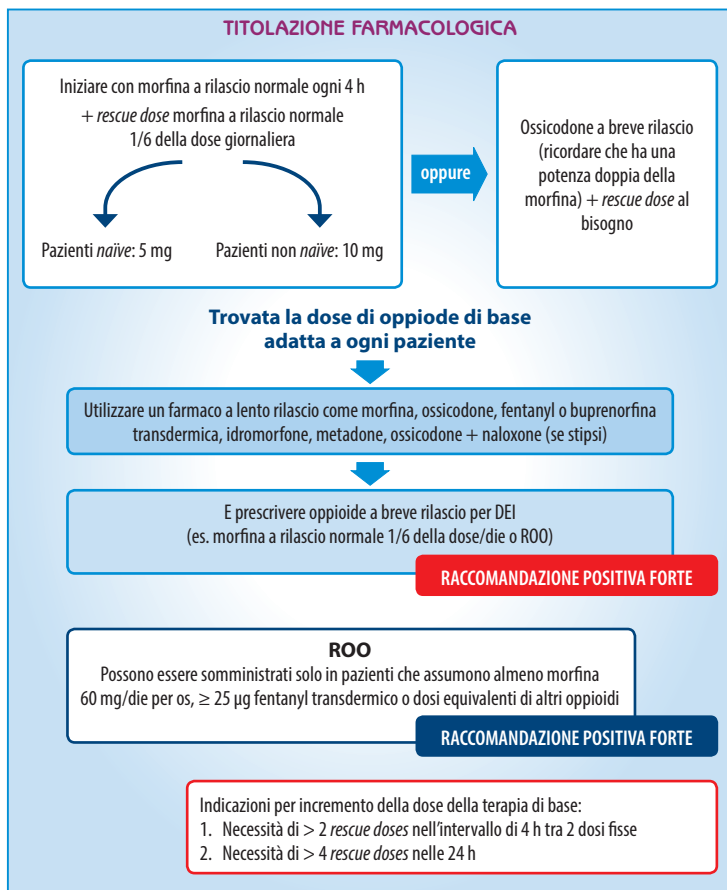 TITOLAZIONE FARMACOLOGICA
Iniziare con morfina a rilascio normale ogni 4 h
+ rescue dose morfina a rilascio normale
1/6 della dose giornaliera
Pazienti naïve: 5 mg
Pazienti non naïve: 10 mg
oppure
Ossicodone a breve rilascio
(ricordare che ha una
potenza doppia della
morfina) + rescue dose al
bisogno
Trovata la dose di oppiode di base
adatta a ogni paziente
Utilizzare un farmaco a lento rilascio come morfina, ossicodone, fentanyl o buprenorfina
transdermica, idromorfone, metadone, ossicodone + naloxone (se stipsi)
E prescrivere oppioide a breve rilascio per DEI
(es. morfina a rilascio normale 1/6 della dose/die o ROO)
RACCOMANDAZIONE POSITIVA FORTE
ROO
Possono essere somministrati solo in pazienti che assumono almeno morfina
60 mg/die per os, ≥ 25 µg fentanyl transdermico o dosi equivalenti di altri oppioidi
RACCOMANDAZIONE POSITIVA FORTE
Indicazioni per incremento della dose della terapia di base:
1. Necessità di > 2 rescue doses nell'intervallo di 4 h tra 2 dosi fisse
2. Necessità di > 4 rescue doses nelle 24 h